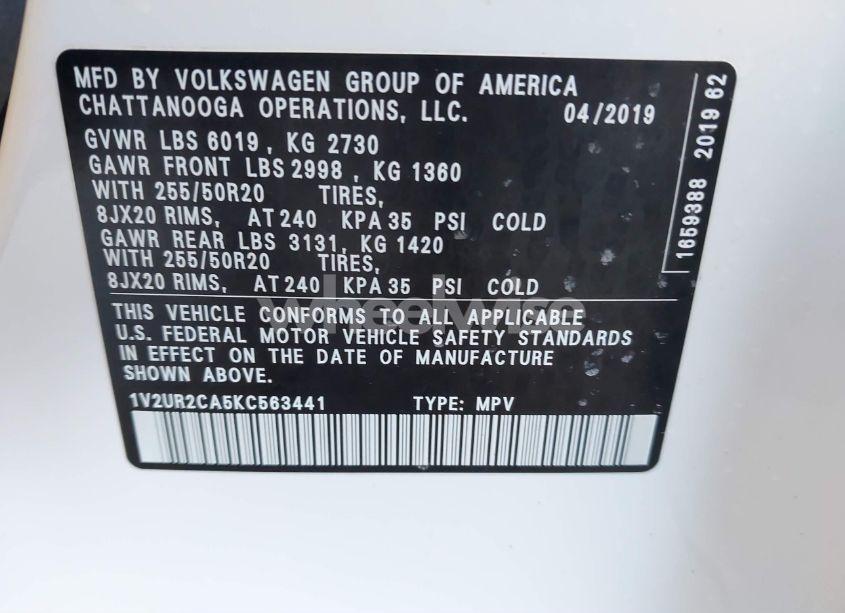 MFD BY VOLKSWAGEN GROUP OF AMERICA
CHATTANOOGA OPERATIONS, LLC. 04/2019
GVWR LBS 6019 , KG 2730
GAWR FRONT LBS 2998 , KG 1360
WITH 255/50R20 TIRES,
8JX20 RIMS, AT 240 KPA 35 PSI COLD
GAWR REAR LBS 3131, KG 1420
WITH 255/50R20 TIRES,
8JX20 RIMS, AT 240 KPA 35 PSI COLD
THIS VEHICLE CONFORMS TO ALL APPLICABLE
U.S. FEDERAL MOTOR VEHICLE SAFETY STANDARDS
IN EFFECT ON THE DATE OF MANUFACTURE
SHOWN ABOVE.
1V2UR2CA5KC563441 TYPE: MPV
1659388 2019 62
wheelwise